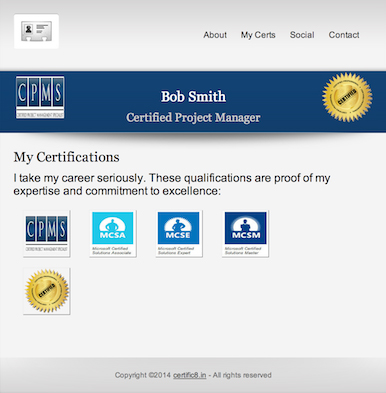 About My Certs Social Contact
CPMS
CERTIFIED PROJECT MANAGEMENT SPECIALIST
Bob Smith
Certified Project Manager
CERTIFIED
My Certifications
I take my career seriously. These qualifications are proof of my
expertise and commitment to excellence:
CPMS
CERTIFIED PROJECT MANAGEMENT SPECIALIST
MCSA
Microsoft Certified
Solutions Associate
MCSE
Microsoft Certified
Solutions Expert
MCSM
Microsoft Certified
Solutions Master
CERTIFIED
Copyright ©2014 certific8.in - All rights reserved